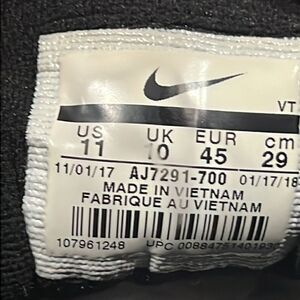 VT
US UK EUR cm
11 10 45 29
11/01/17 AJ7291-700 01/17/18
MADE IN VIETNAM
FABRIQUE AU VIETNAM
107961248 UPC